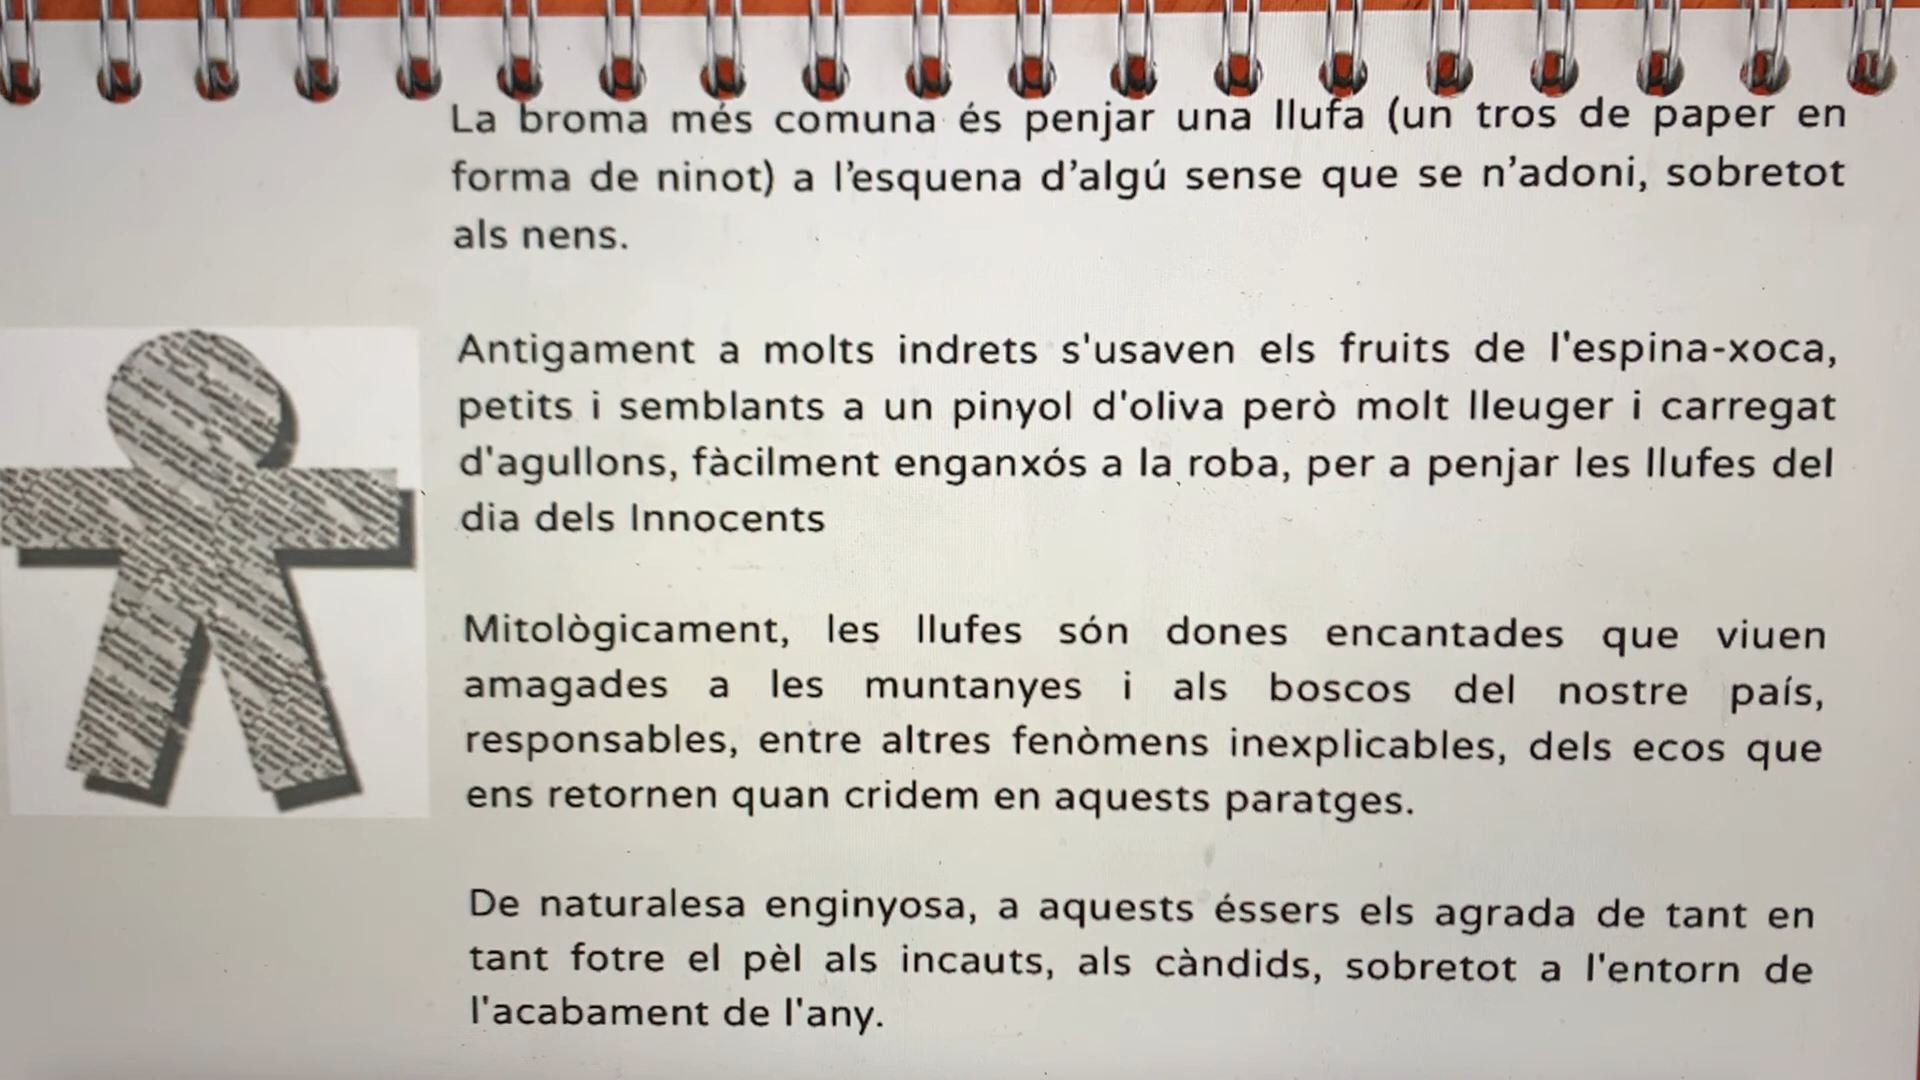 La broma més comuna és penjar una llufa (un tros de paper en
forma de ninot) a l’esquena d’algú sense que se n’adoni, sobretot
als nens.
Antigament a molts indrets s'usaven els fruits de l'espina-xoca,
petits i semblants a un pinyol d'oliva però molt lleuger i carregat
d'agullons, fàcilment enganxós a la roba, per a penjar les llufes del
dia dels Innocents
Mitològicament, les llufes són dones encantades que viuen
amagades a les muntanyes i als boscos del nostre país,
responsables, entre altres fenòmens inexplicables, dels ecos que
ens retornen quan cridem en aquests paratges.
De naturalesa enginyosa, a aquests éssers els agrada de tant en
tant fotre el pèl als incauts, als càndids, sobretot a l'entorn de
l'acabament de l'any.